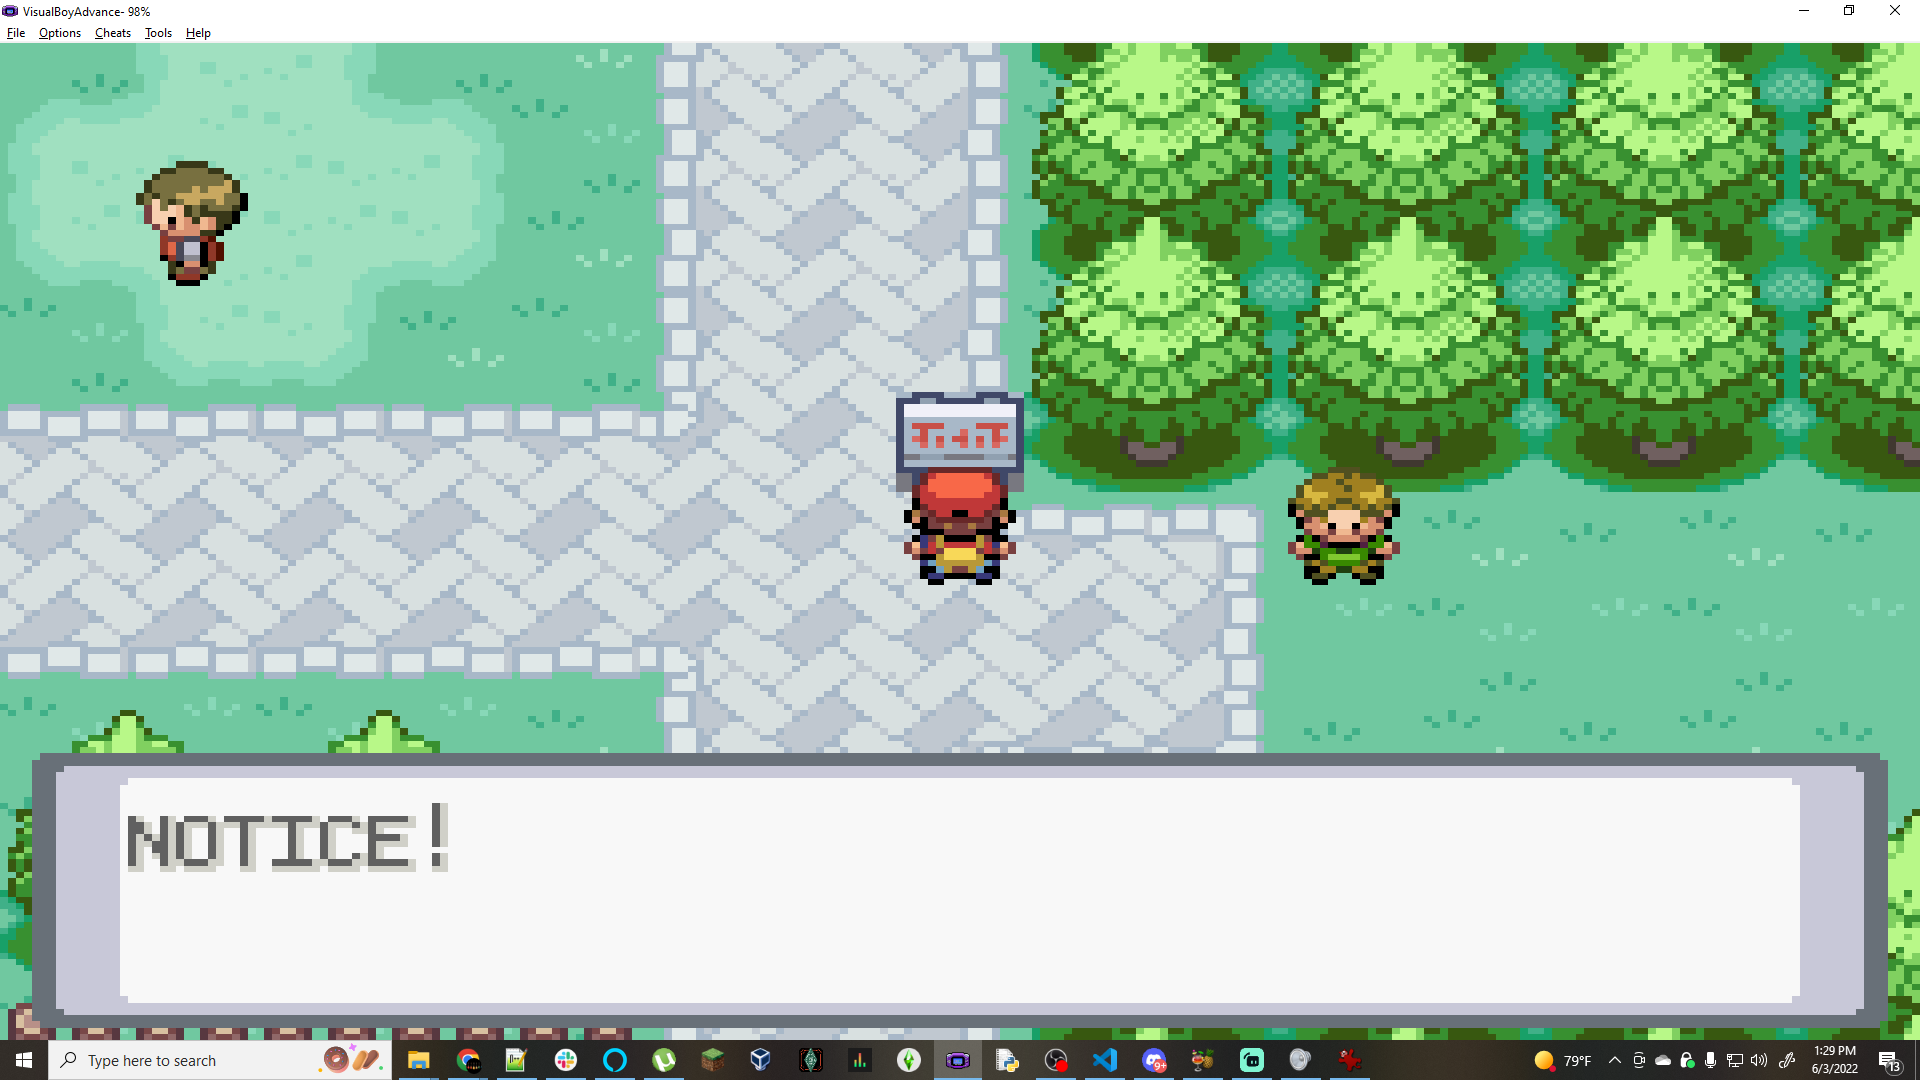 VisualBoyAdvance- 98%
File Options Cheats Tools Help
NOTICE!
Type here to search
9+
79°F
1:29 PM
6/3/2022
13